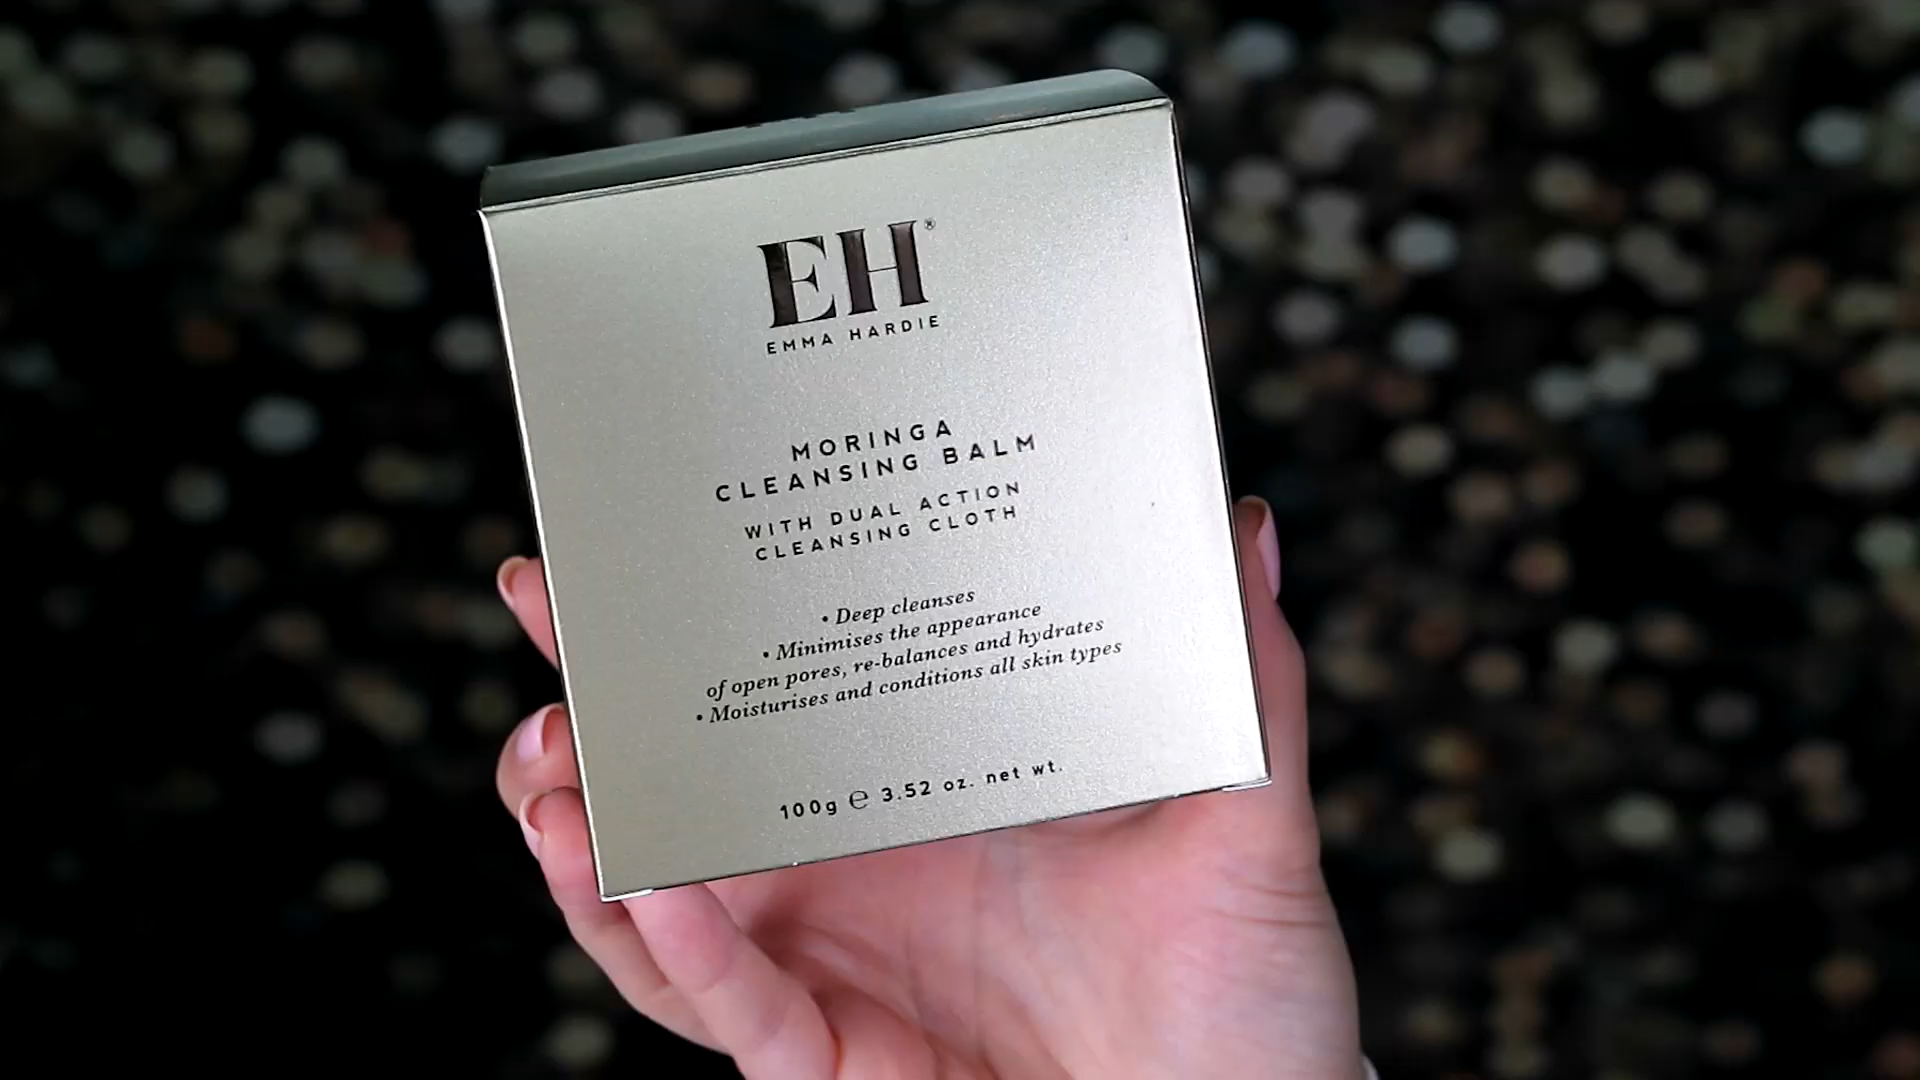 EH®
EMMA HARDIE
MORINGA
CLEANSING BALM
WITH DUAL ACTION
CLEANSING CLOTH
• Deep cleanses
• Minimises the appearance
of open pores, re-balances and hydrates
• Moisturises and conditions all skin types
100g ℮ 3.52 oz. net wt.